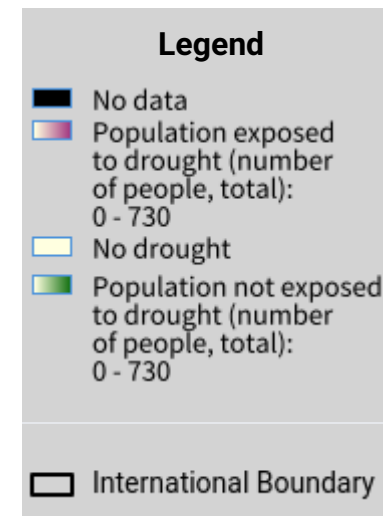 Legend
No data
Population exposed
to drought (number
of people, total):
0 - 730
No drought
Population not exposed
to drought (number
of people, total):
0 - 730
International Boundary